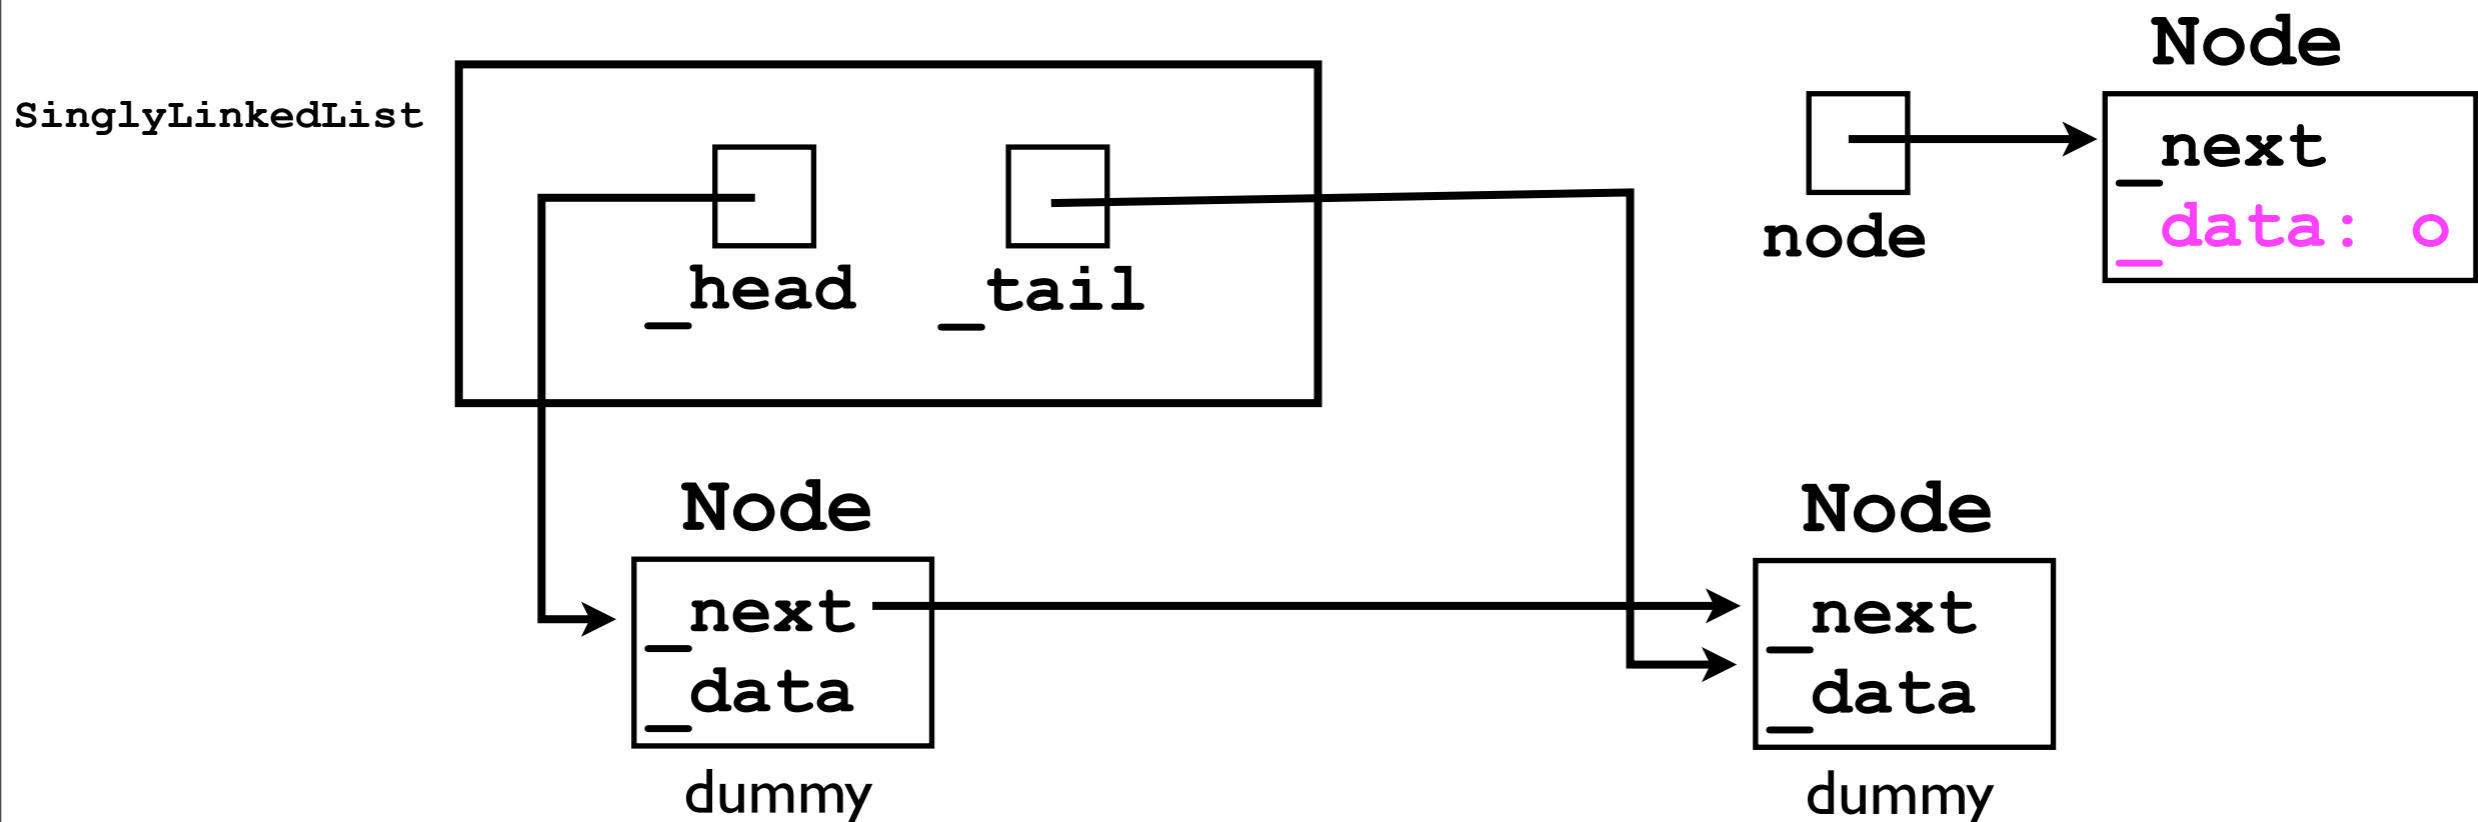 SinglyLinkedList
_head
_tail
node
Node
_next
_data: o
Node
_next
_data
dummy
Node
_next
_data
dummy